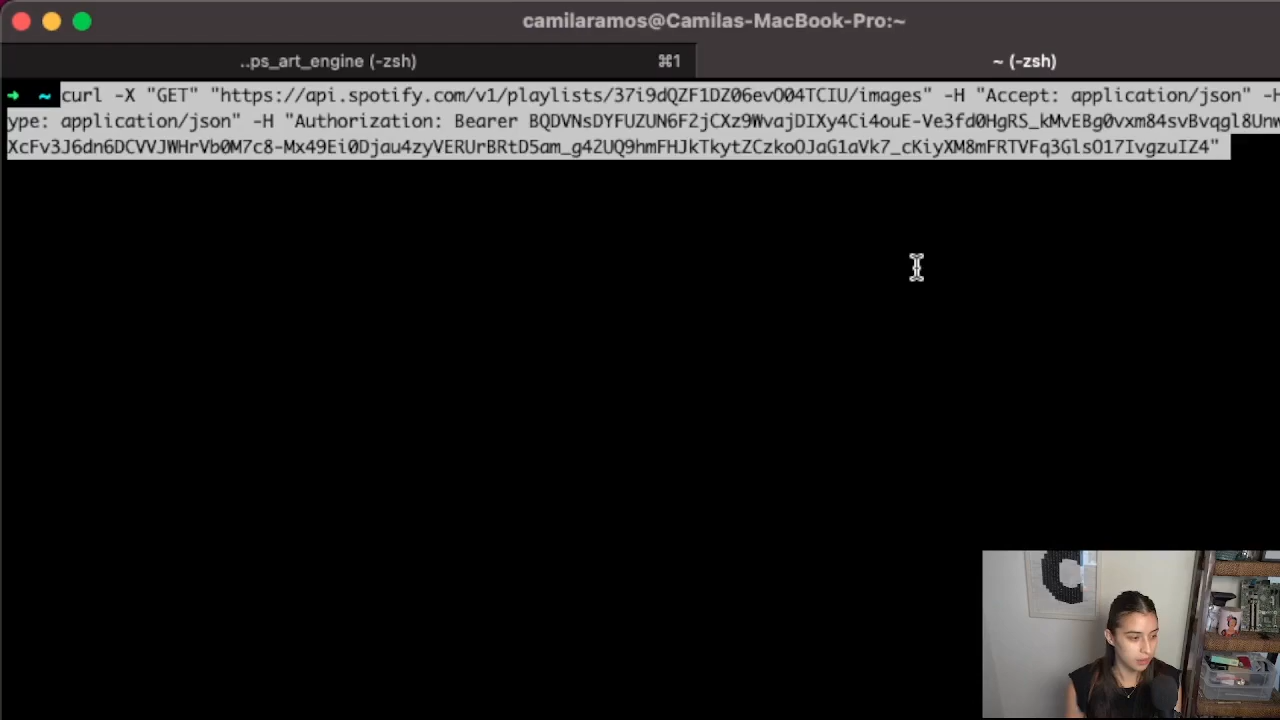 camilaramos@Camilas-MacBook-Pro:~
..ps_art_engine (-zsh) ⌘1 ~ (-zsh)
➜ ~ curl -X "GET" "https://api.spotify.com/v1/playlists/37i9dQZF1DZ06evO04TCIU/images" -H "Accept: application/json" -H
ype: application/json" -H "Authorization: Bearer BQDVNsDYFUZUN6F2jCXz9WvajDIXy4Ci4ouE-Ve3fd0HgRS_kMvEBg0vxm84svBvqgl8Unw
XcFv3J6dn6DCVVJWHrVb0M7c8-Mx49Ei0Djau4zyVERUrBRtD5am_g42UQ9hmFHJkTkytZCzkoOJaG1aVk7_cKiyXM8mFRTVFq3GlsO17IvgzuIZ4"